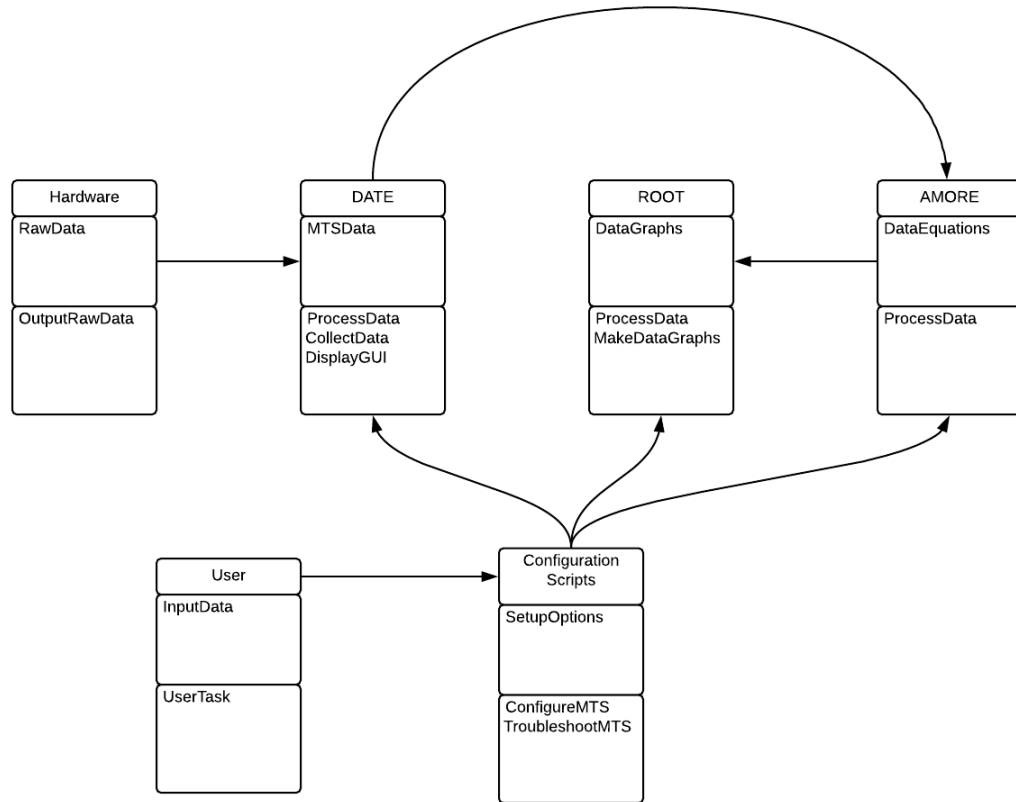 Hardware
RawData
OutputRawData
DATE
MTSData
ProcessData
CollectData
DisplayGUI
ROOT
DataGraphs
ProcessData
MakeDataGraphs
AMORE
DataEquations
ProcessData
User
InputData
UserTask
Configuration
Scripts
SetupOptions
ConfigureMTS
TroubleshootMTS